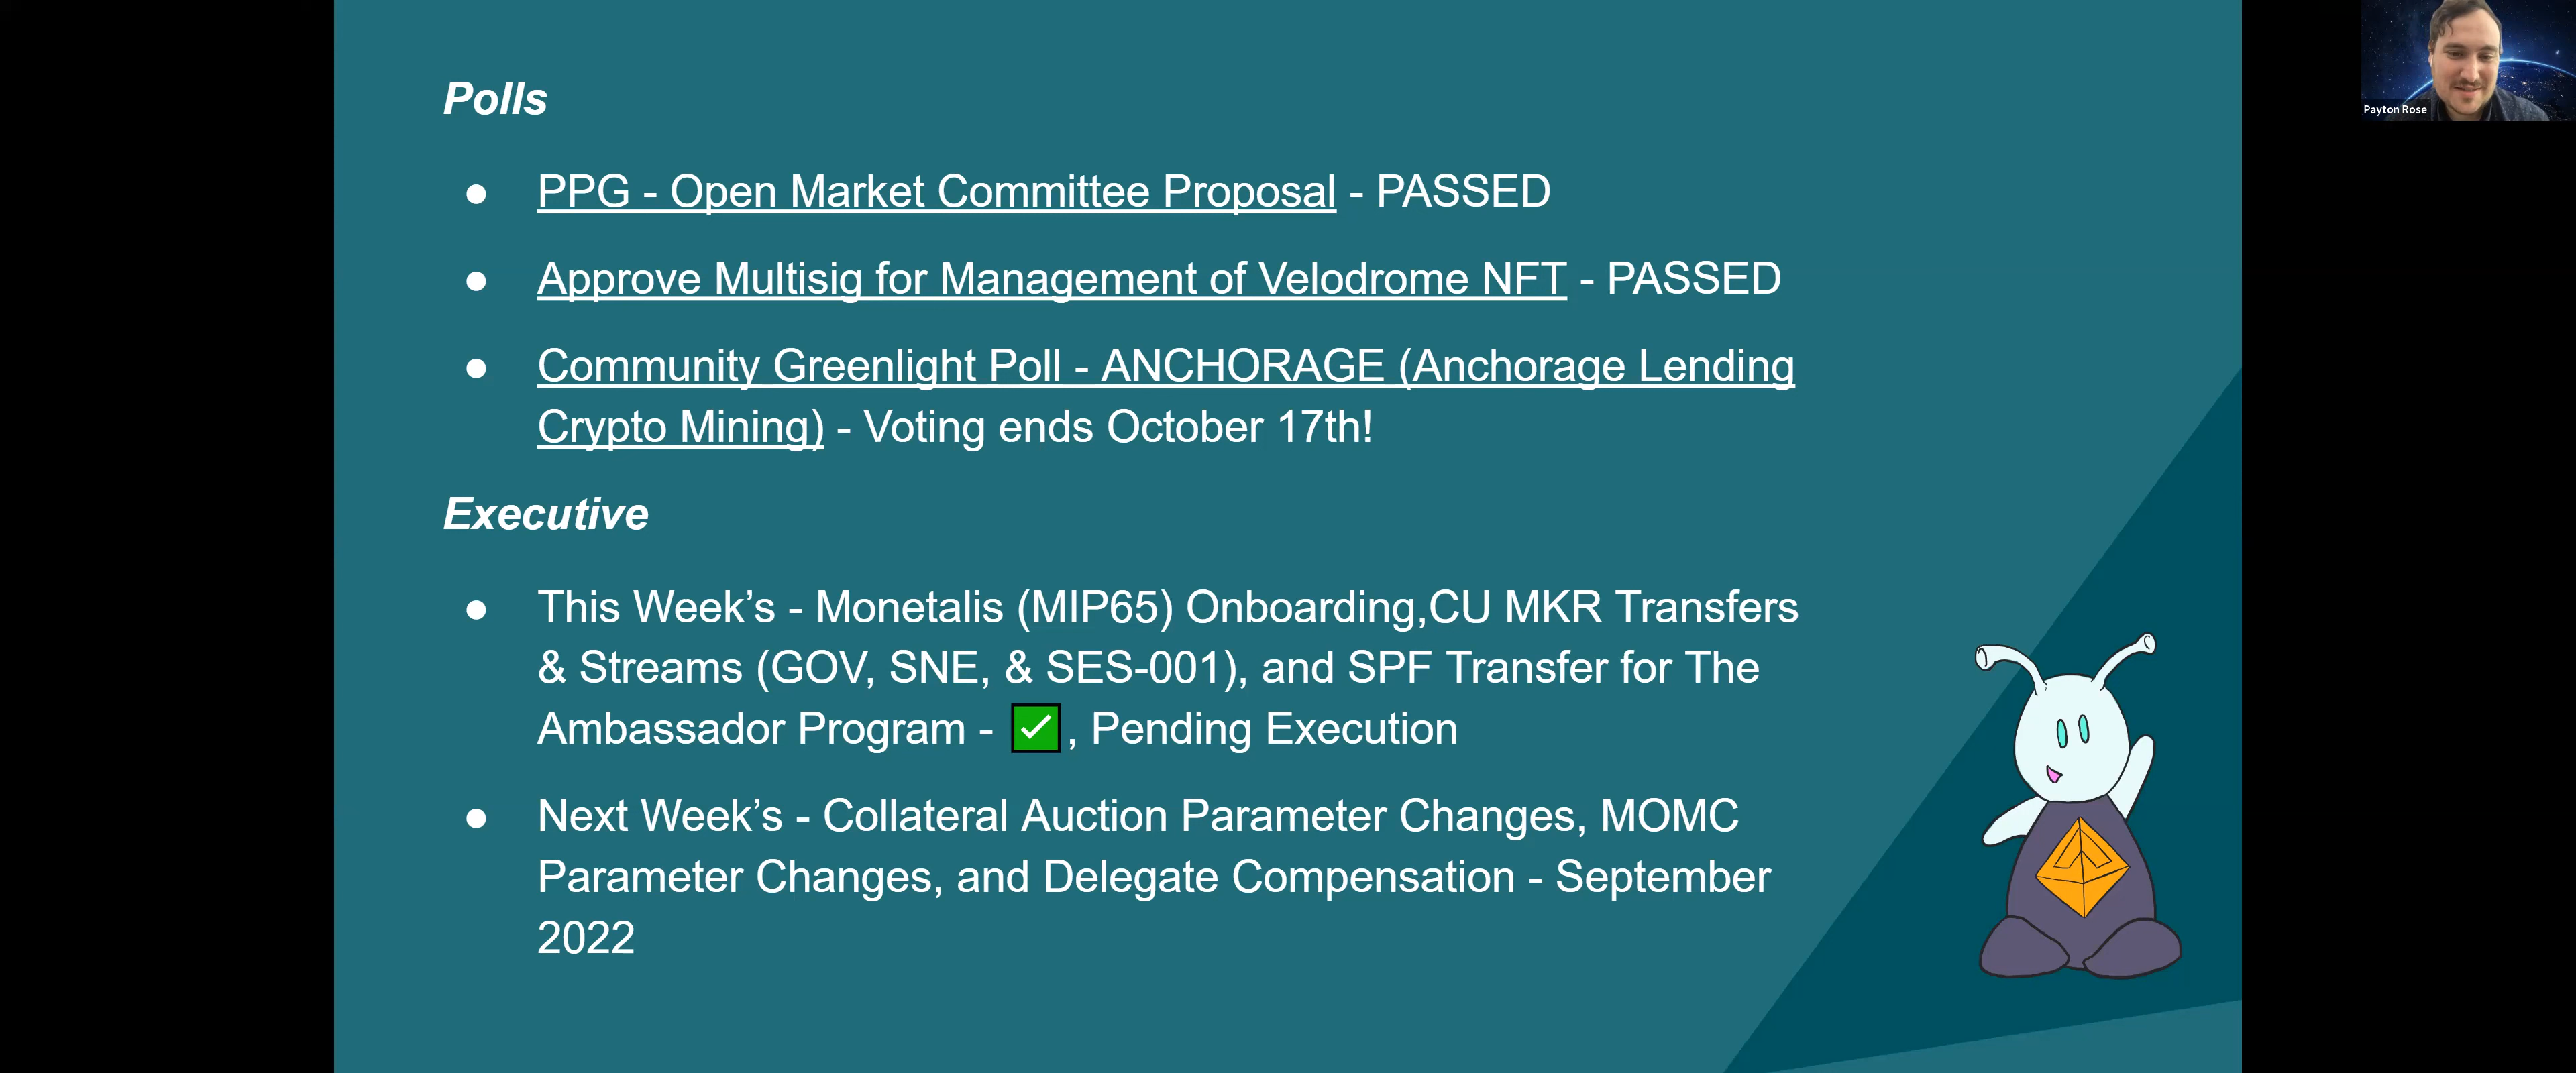 Polls
● PPG - Open Market Committee Proposal - PASSED
● Approve Multisig for Management of Velodrome NFT - PASSED
● Community Greenlight Poll - ANCHORAGE (Anchorage Lending
Crypto Mining) - Voting ends October 17th!
Executive
● This Week’s - Monetalis (MIP65) Onboarding,CU MKR Transfers
& Streams (GOV, SNE, & SES-001), and SPF Transfer for The
Ambassador Program - ✅, Pending Execution
● Next Week’s - Collateral Auction Parameter Changes, MOMC
Parameter Changes, and Delegate Compensation - September
2022
Payton Rose